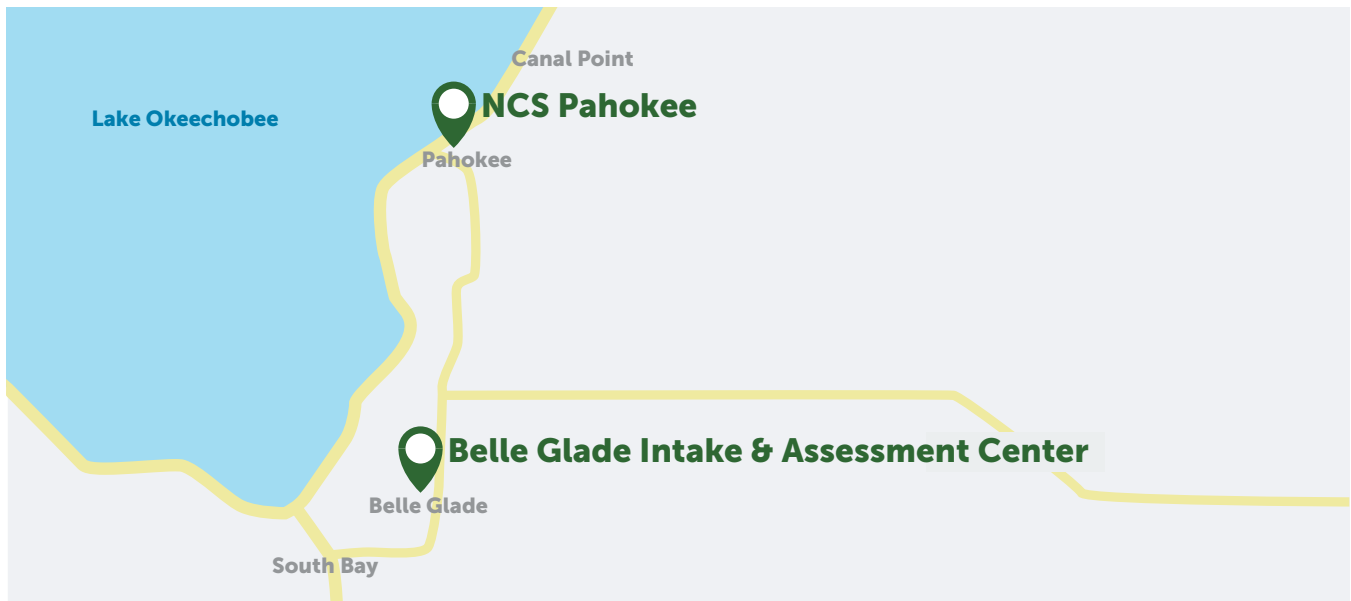 Canal Point
NCS Pahokee
Lake Okeechobee
Pahokee
Belle Glade Intake & Assessment Center
Belle Glade
South Bay